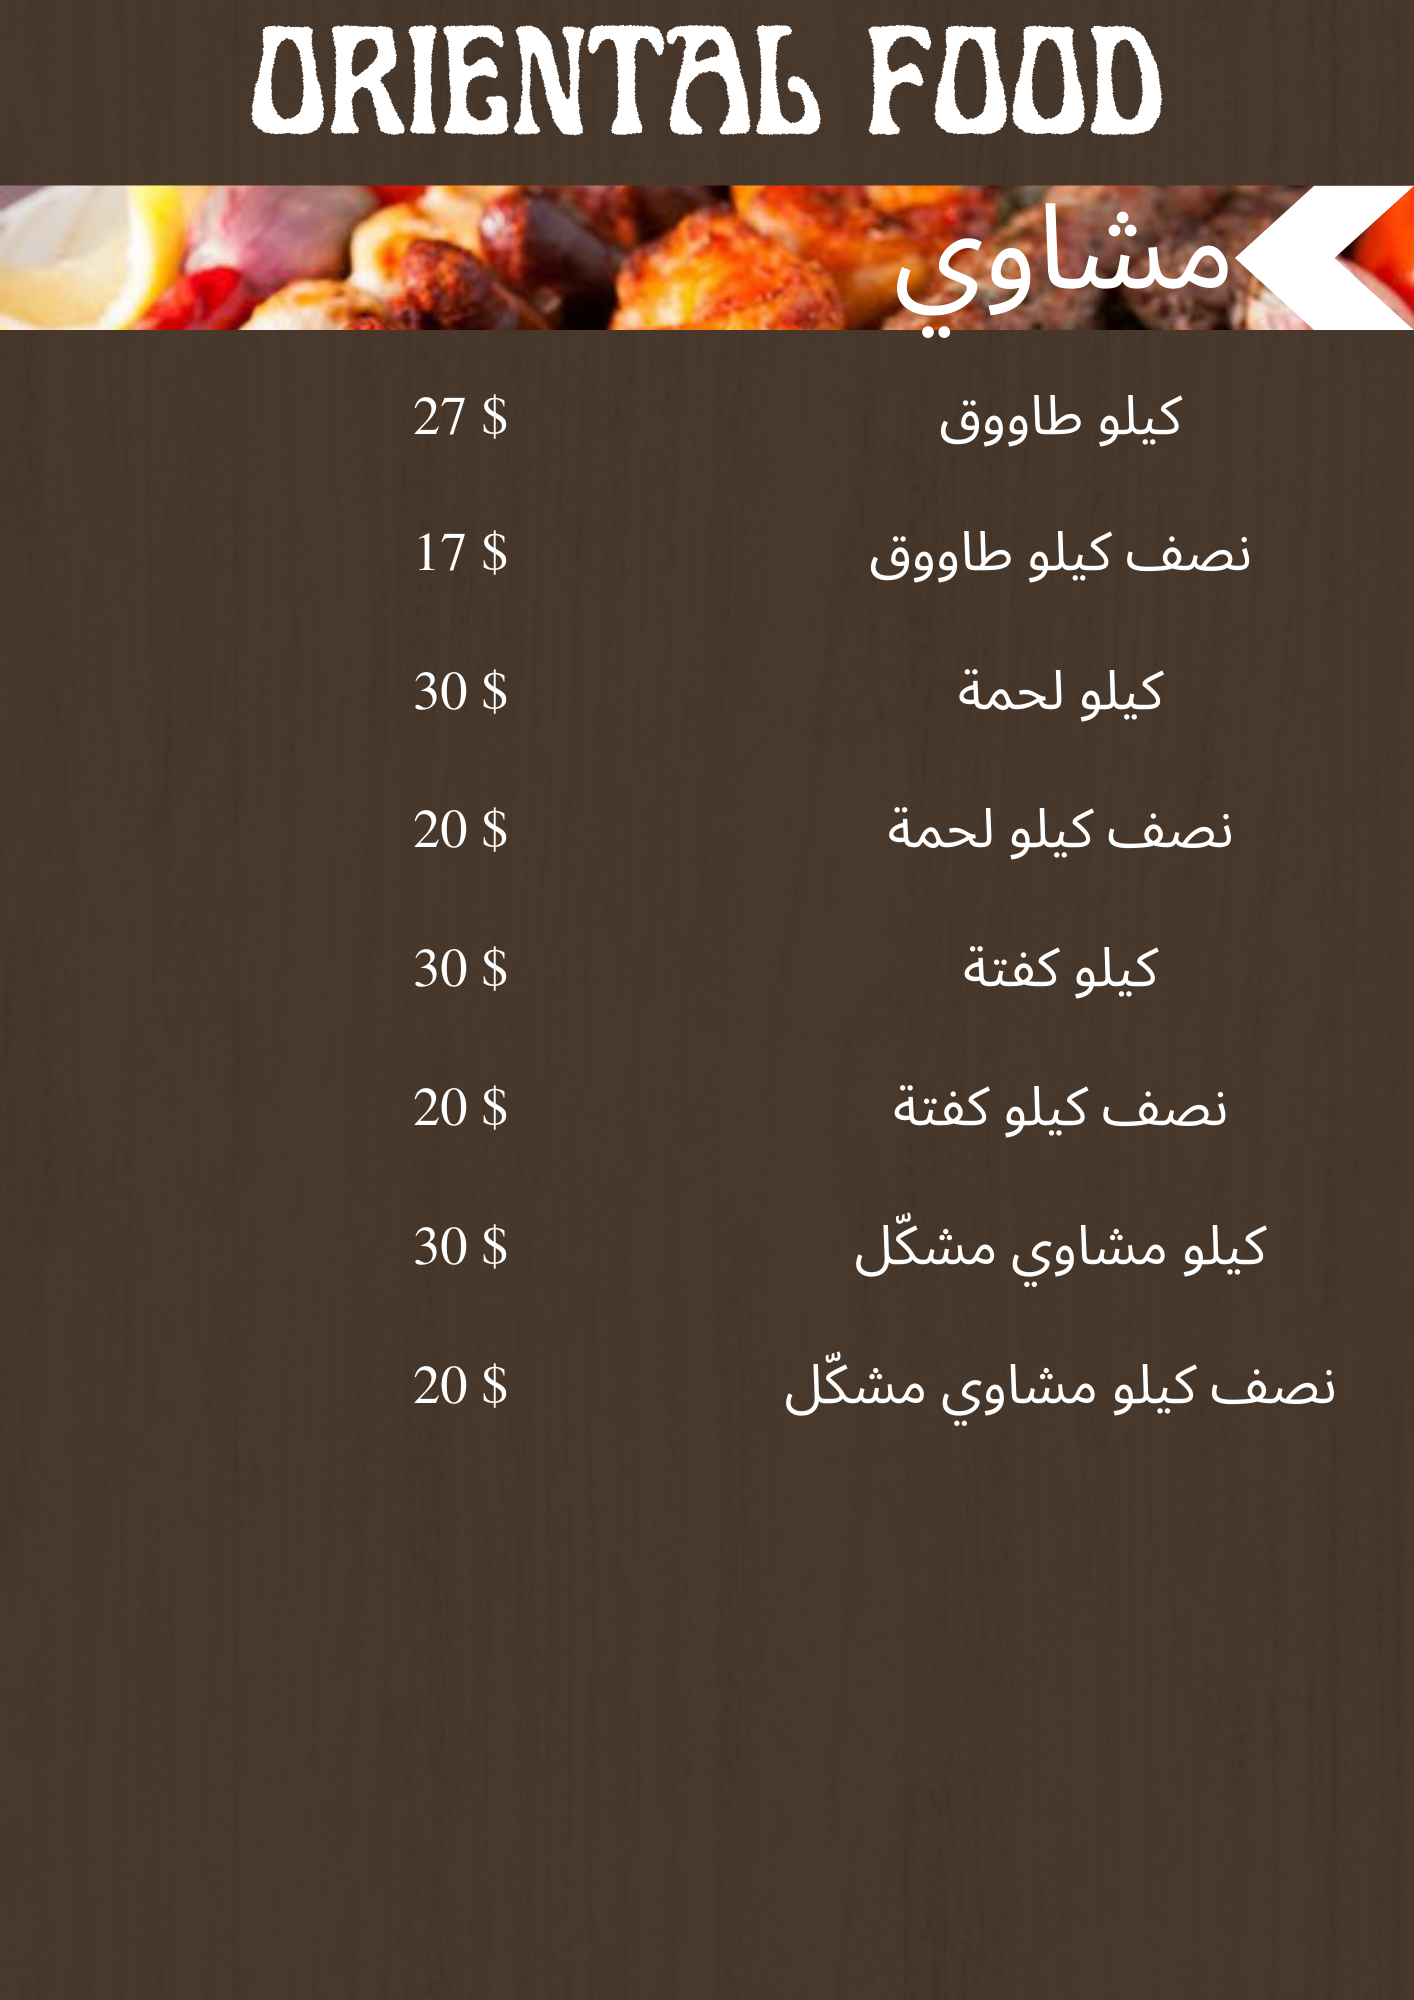 ORIENTAL FOOD
مشاوي
كيلو طاووق 27 $
نصف كيلو طاووق 17 $
كيلو لحمة 30 $
نصف كيلو لحمة 20 $
كيلو كفتة 30 $
نصف كيلو كفتة 20 $
كيلو مشاوي مشكّل 30 $
نصف كيلو مشاوي مشكّل 20 $